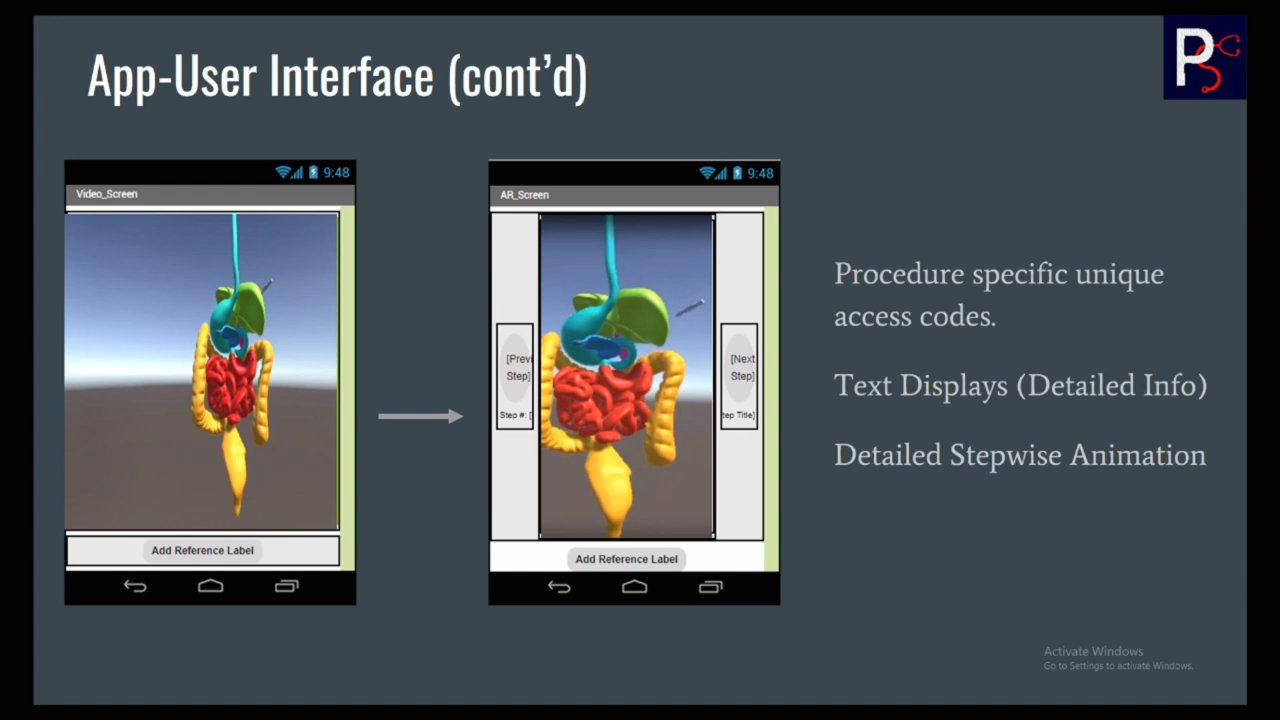 App-User Interface (cont’d)
PS
9:48
Video_Screen
Add Reference Label
9:48
AR_Screen
[Previ
Step]
Step #: [
[Next
Step]
tep Title]
Add Reference Label
Procedure specific unique
access codes.
Text Displays (Detailed Info)
Detailed Stepwise Animation
Activate Windows
Go to Settings to activate Windows.